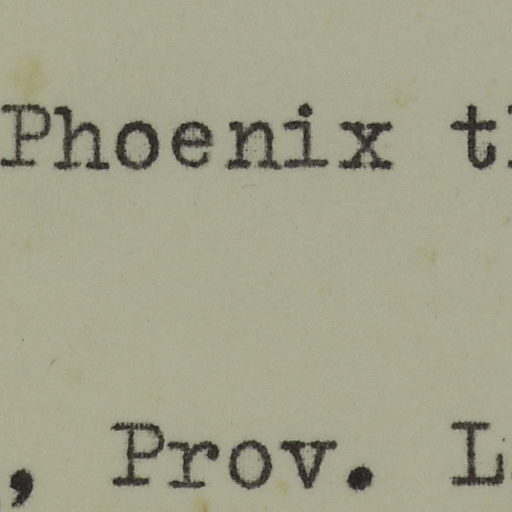 Phoenix
, Prov.